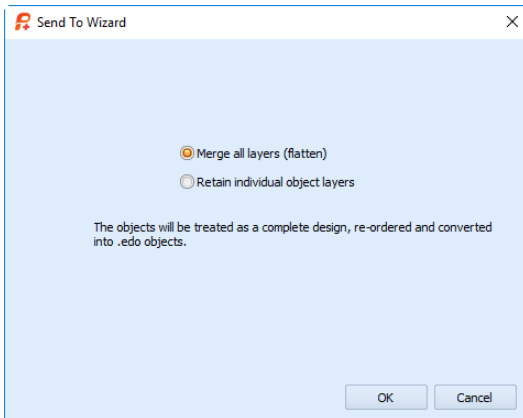 Send To Wizard
Merge all layers (flatten)
Retain individual object layers
The objects will be treated as a complete design, re-ordered and converted
into .edo objects.
OK
Cancel